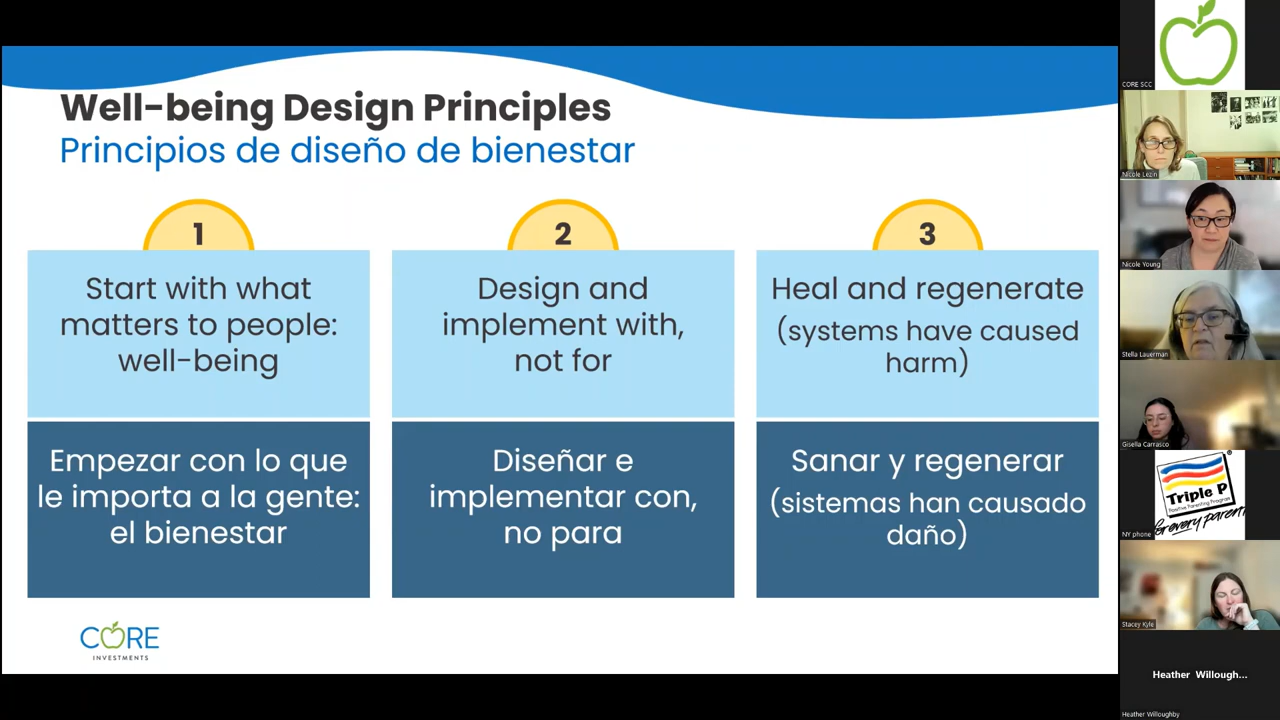 Well-being Design Principles
Principios de diseño de bienestar
1
Start with what
matters to people:
well-being
Empezar con lo que
le importa a la gente:
el bienestar
2
Design and
implement with,
not for
Diseñar e
implementar con,
no para
3
Heal and regenerate
(systems have caused
harm)
Sanar y regenerar
(sistemas han causado
daño)
CORE
INVESTMENTS
CORE SCC
Nicole Lezin
Nicole Young
Stella Lauerman
Gisella Carrasco
Triple P
Positive Parenting Program
for every parent
NY phone
Stacey Kyle
Heather Willough...
Heather Willoughby